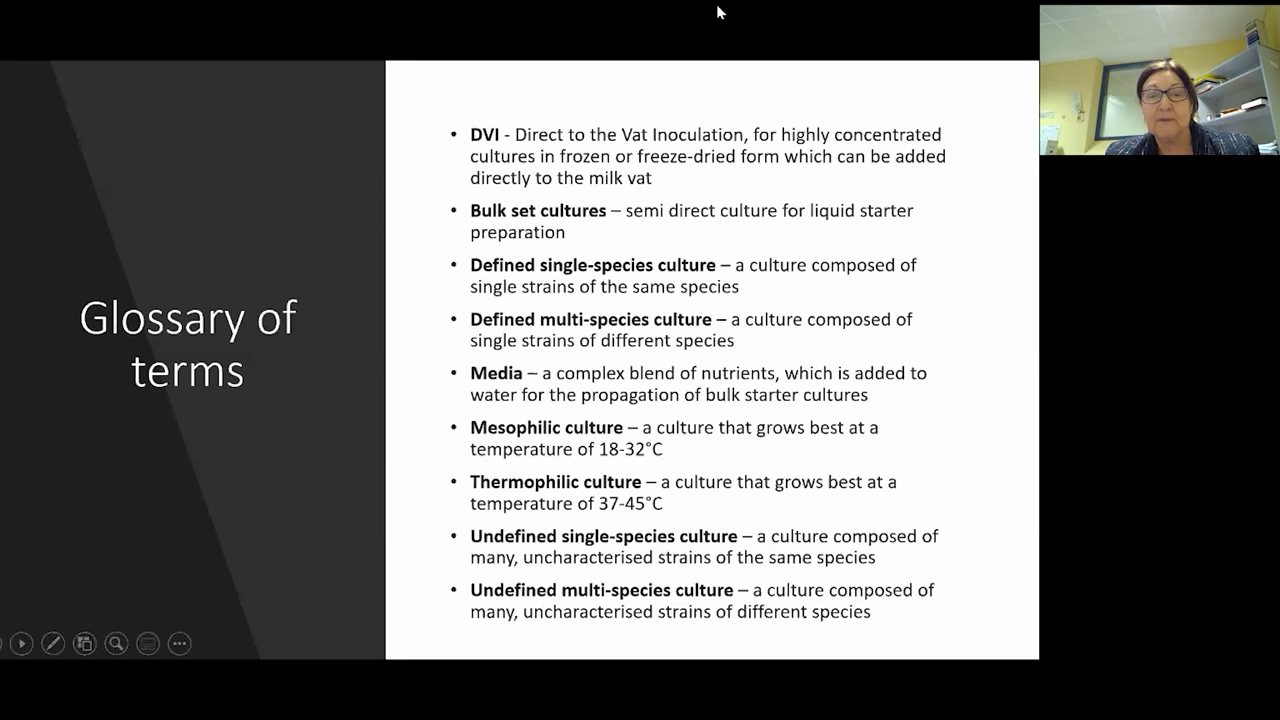 Glossary of
terms
• DVI - Direct to the Vat Inoculation, for highly concentrated
cultures in frozen or freeze-dried form which can be added
directly to the milk vat
• Bulk set cultures – semi direct culture for liquid starter
preparation
• Defined single-species culture – a culture composed of
single strains of the same species
• Defined multi-species culture – a culture composed of
single strains of different species
• Media – a complex blend of nutrients, which is added to
water for the propagation of bulk starter cultures
• Mesophilic culture – a culture that grows best at a
temperature of 18-32°C
• Thermophilic culture – a culture that grows best at a
temperature of 37-45°C
• Undefined single-species culture – a culture composed of
many, uncharacterised strains of the same species
• Undefined multi-species culture – a culture composed of
many, uncharacterised strains of different species